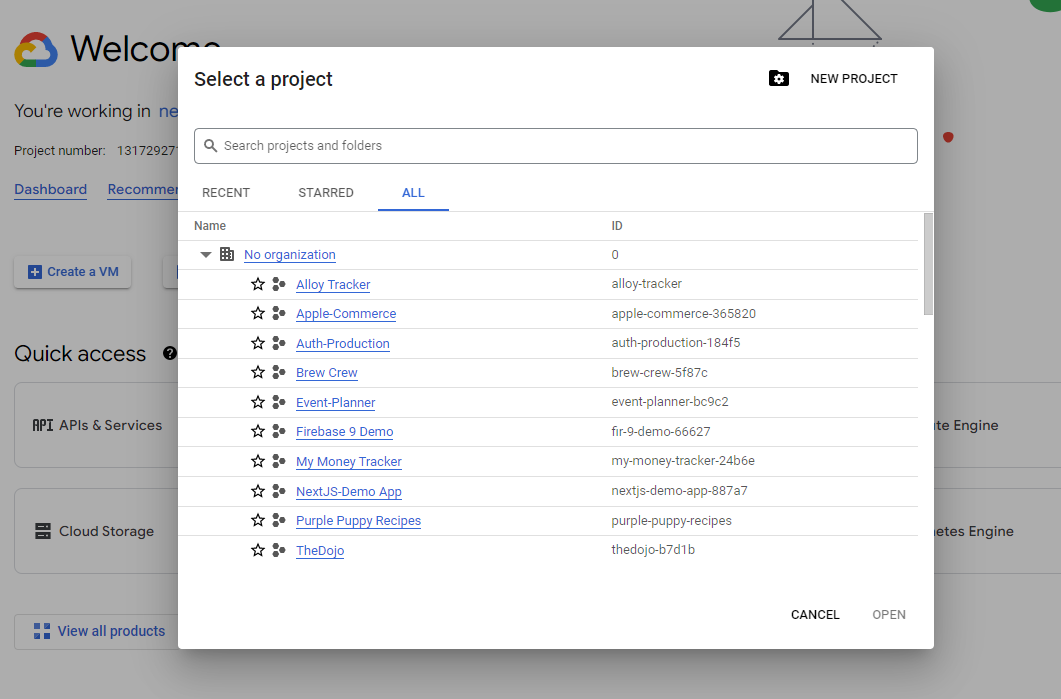 Welcome
Select a project
NEW PROJECT
You're working in ne
Search projects and folders
Project number: 131729271
Dashboard Recommen
RECENT STARRED ALL
Name ID
No organization 0
Create a VM
Alloy Tracker alloy-tracker
Apple-Commerce apple-commerce-365820
Quick access
Auth-Production auth-production-184f5
Brew Crew brew-crew-5f87c
Event-Planner event-planner-bc9c2
API APIs & Services
te Engine
Firebase 9 Demo fir-9-demo-66627
My Money Tracker my-money-tracker-24b6e
NextJS-Demo App nextjs-demo-app-887a7
Purple Puppy Recipes purple-puppy-recipes
Cloud Storage
etes Engine
TheDojo thedojo-b7d1b
CANCEL OPEN
View all products